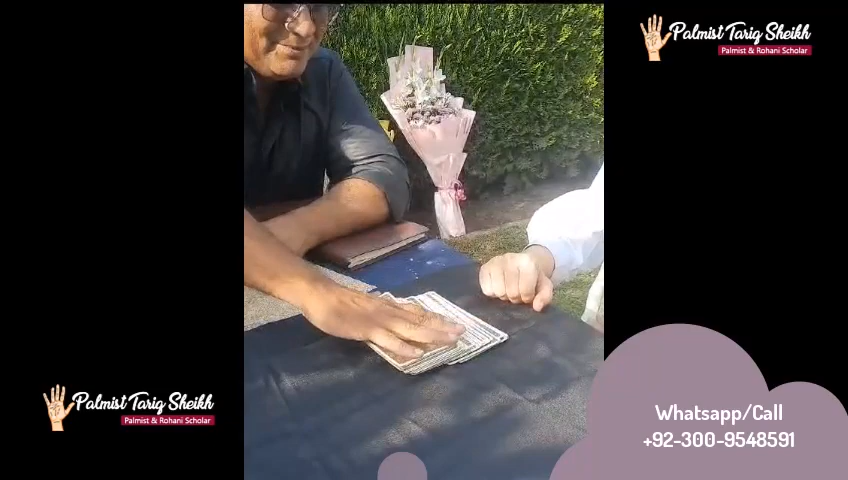 Palmist Tariq Sheikh
Palmist & Rohani Scholar
Palmist Tariq Sheikh
Palmist & Rohani Scholar
Whatsapp/Call
+92-300-9548591